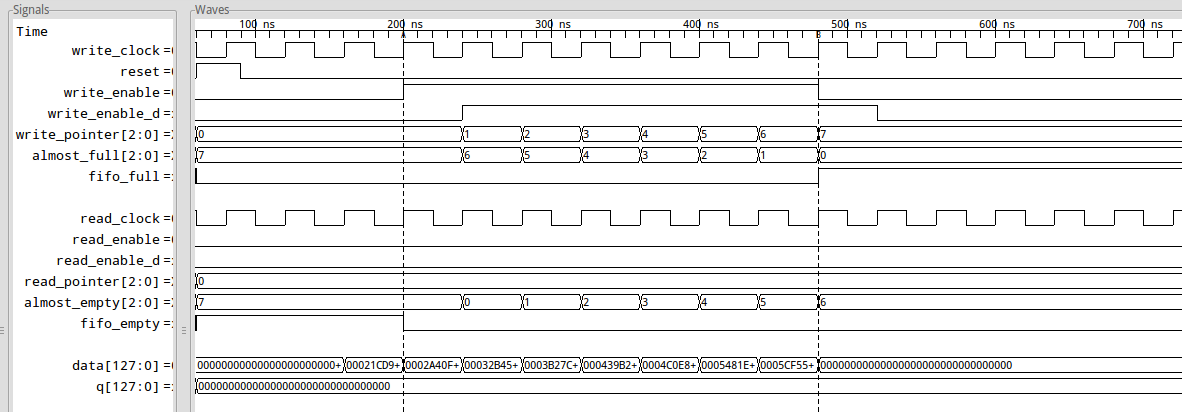 Signals
Waves
Time
100 ns 200 ns 300 ns 400 ns 500 ns 600 ns 700 ns
A B
write_clock =
reset =
write_enable =
write_enable_d =
write_pointer[2:0] = 0 1 2 3 4 5 6 7
almost_full[2:0] = 7 6 5 4 3 2 1 0
fifo_full =
read_clock =
read_enable =
read_enable_d =
read_pointer[2:0] = 0
almost_empty[2:0] = 7 0 1 2 3 4 5 6
fifo_empty =
data[127:0] = 000000000000000000000000+ 00021CD9+ 0002A40F+ 00032B45+ 0003B27C+ 000439B2+ 0004C0E8+ 0005481E+ 0005CF55+ 00000000000000000000000000000000
q[127:0] = 00000000000000000000000000000000